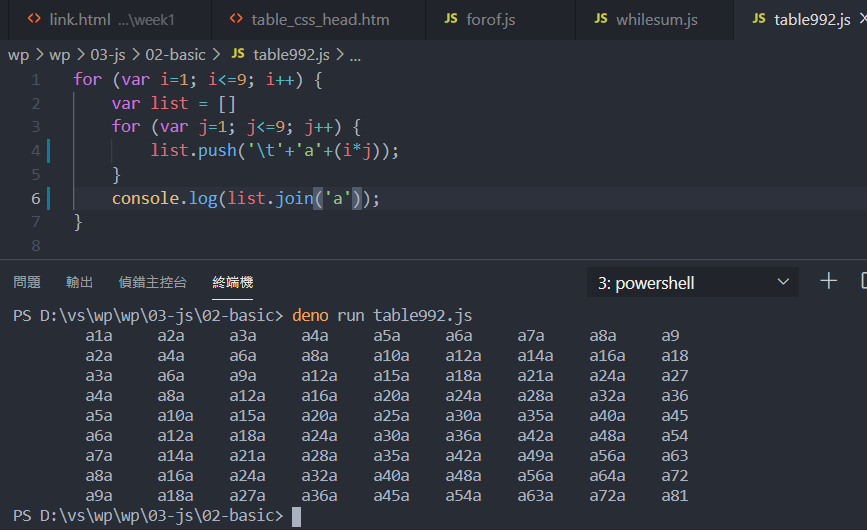 link.html ...\week1 table_css_head.htm forof.js whilesum.js table992.js
wp > wp > 03-js > 02-basic > JS table992.js > ...
1 for (var i=1; i<=9; i++) {
2     var list = []
3     for (var j=1; j<=9; j++) {
4         list.push('\t'+'a'+(i*j));
5     }
6     console.log(list.join('a'));
7 }
8
問題 輸出 偵錯主控台 終端機 3: powershell
PS D:\vs\wp\wp\03-js\02-basic> deno run table992.js
a1a a2a a3a a4a a5a a6a a7a a8a a9
a2a a4a a6a a8a a10a a12a a14a a16a a18
a3a a6a a9a a12a a15a a18a a21a a24a a27
a4a a8a a12a a16a a20a a24a a28a a32a a36
a5a a10a a15a a20a a25a a30a a35a a40a a45
a6a a12a a18a a24a a30a a36a a42a a48a a54
a7a a14a a21a a28a a35a a42a a49a a56a a63
a8a a16a a24a a32a a40a a48a a56a a64a a72
a9a a18a a27a a36a a45a a54a a63a a72a a81
PS D:\vs\wp\wp\03-js\02-basic>